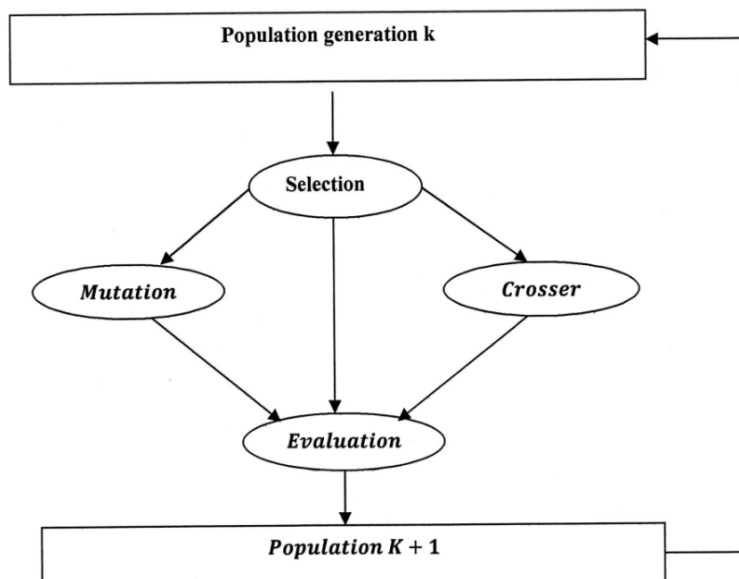 Population generation k
Selection
Mutation
Crosser
Evaluation
Population K + 1